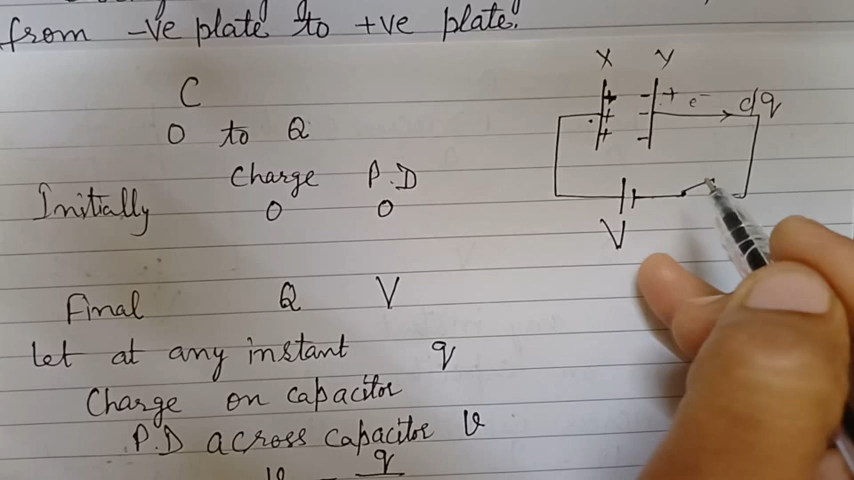 from -ve plate to +ve plate.
C
0 to Q
X Y
+ - + e⁻ dq
+ -
+ -
V
Charge P.D
Initially 0 0
Final Q V
let at any instant q
Charge on capacitor
P.D across capacitor v
v = q